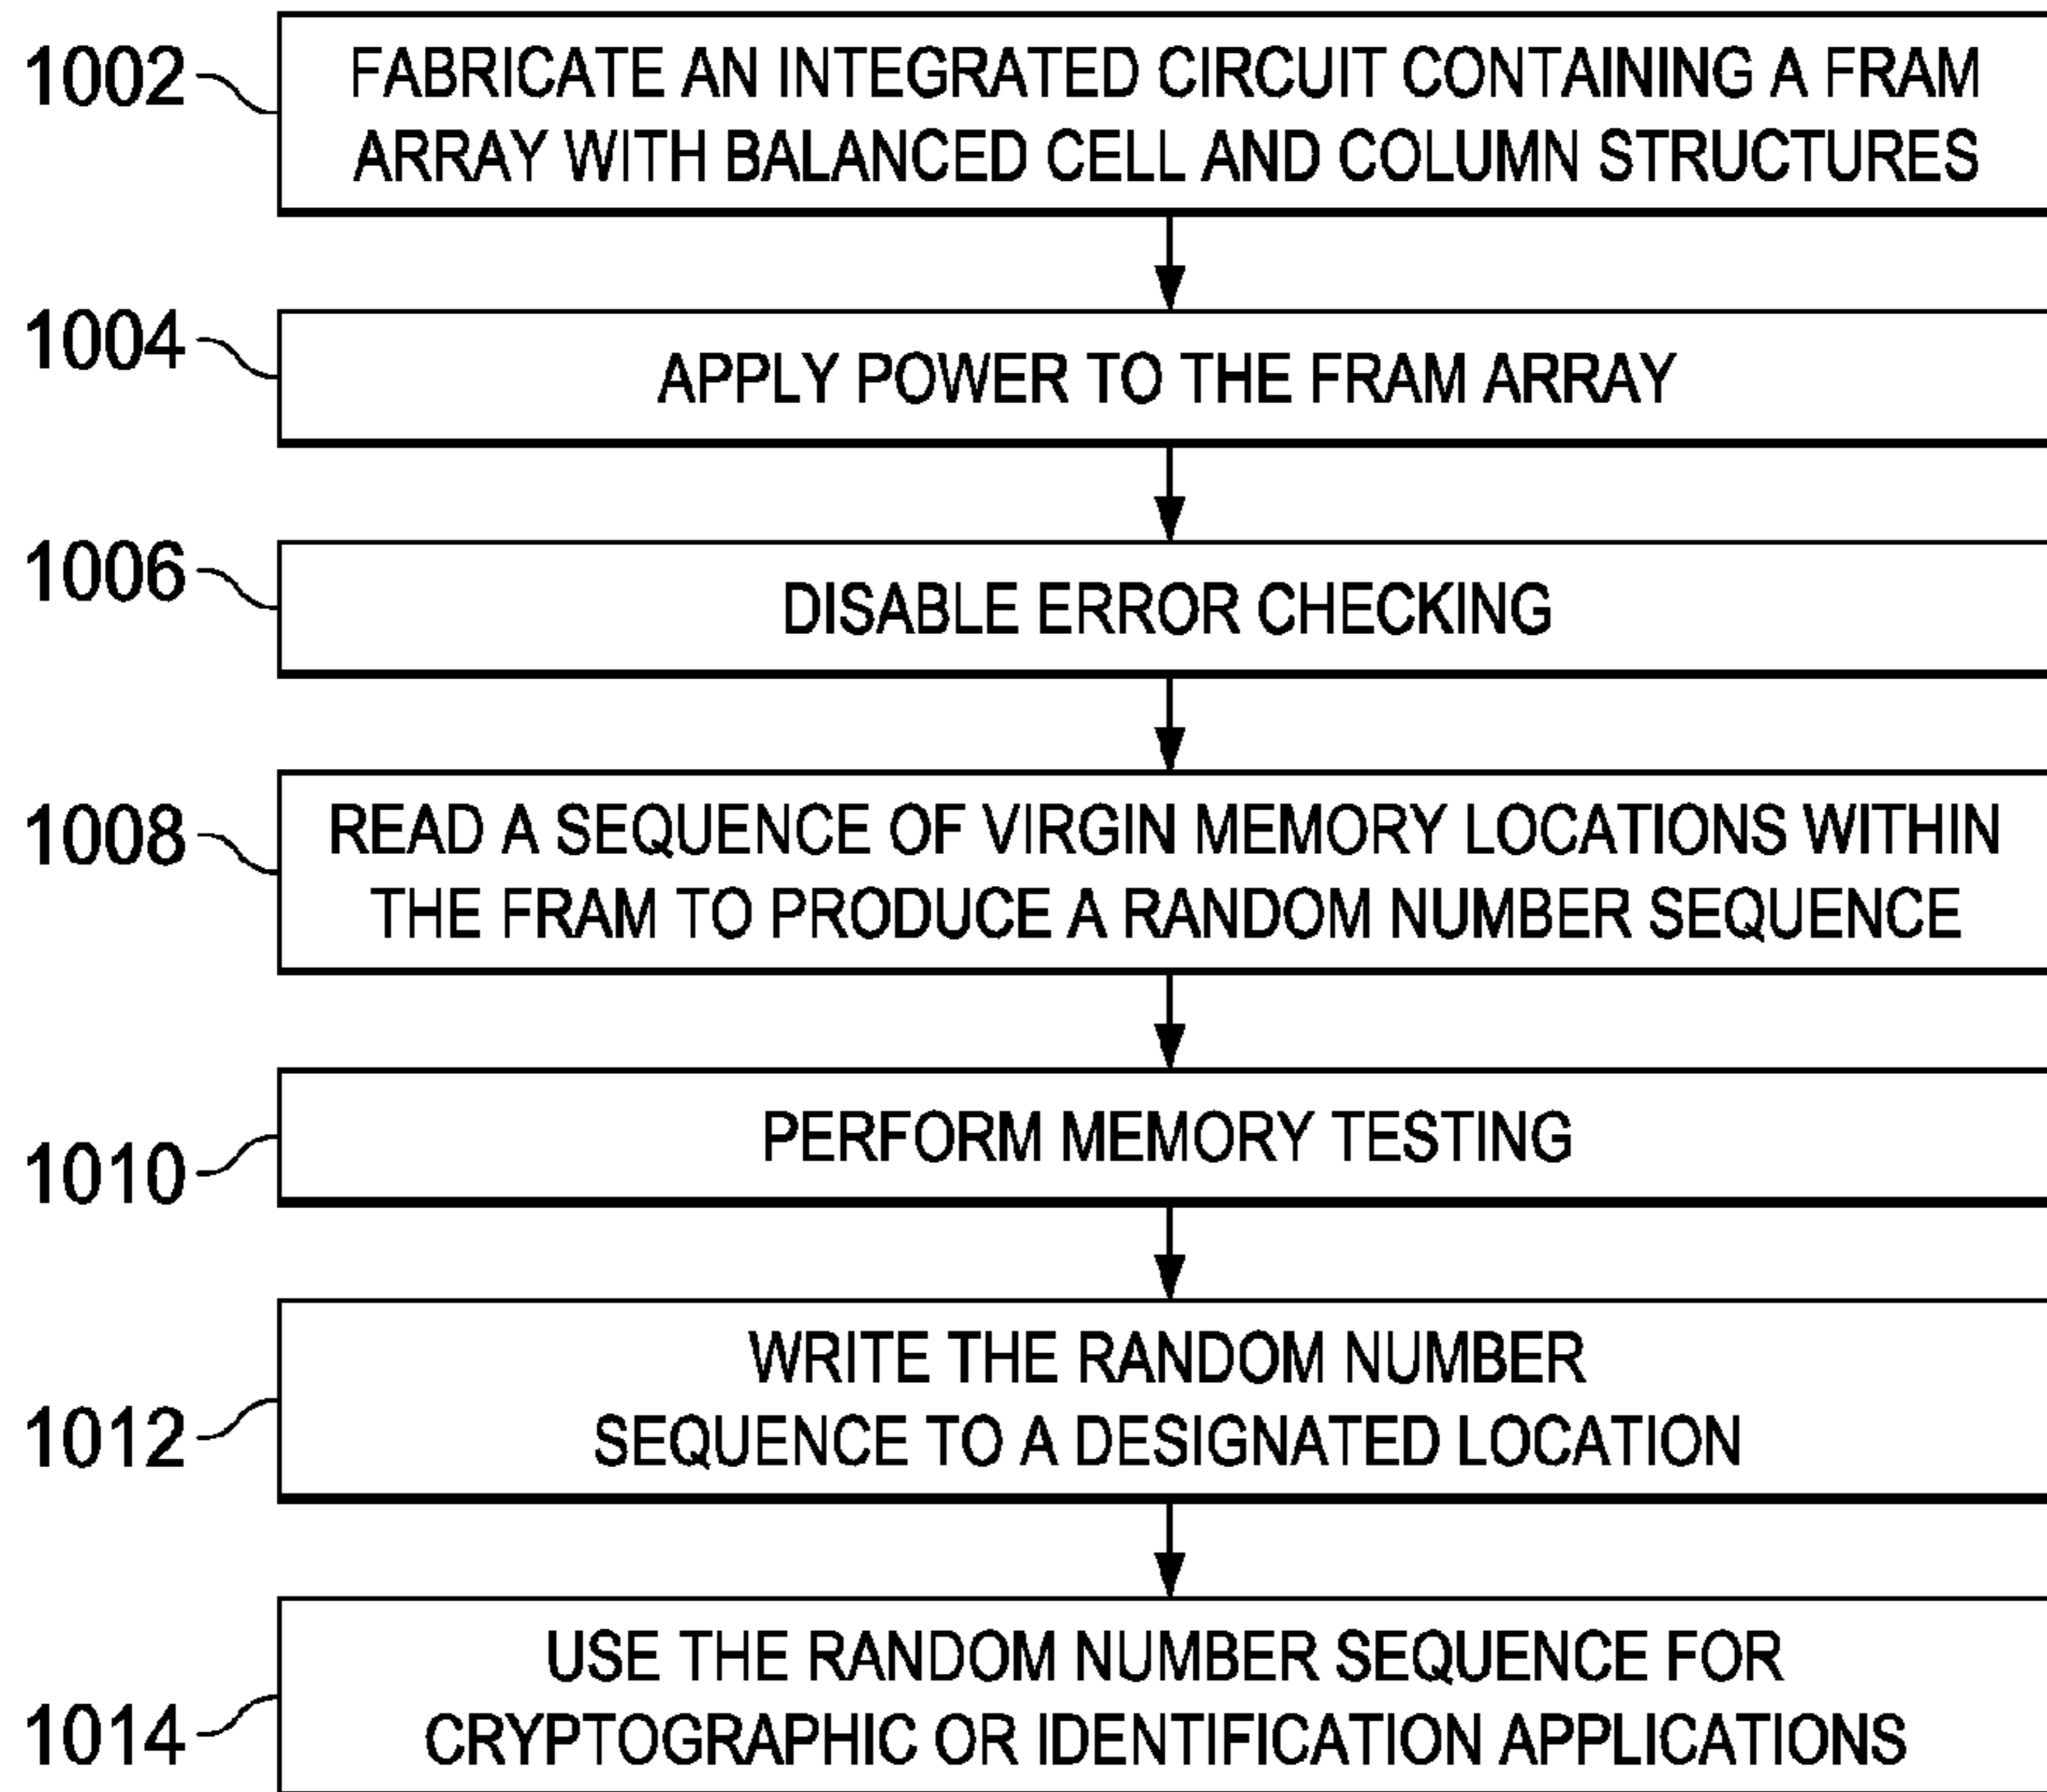 1002
FABRICATE AN INTEGRATED CIRCUIT CONTAINING A FRAM
ARRAY WITH BALANCED CELL AND COLUMN STRUCTURES
1004
APPLY POWER TO THE FRAM ARRAY
1006
DISABLE ERROR CHECKING
1008
READ A SEQUENCE OF VIRGIN MEMORY LOCATIONS WITHIN
THE FRAM TO PRODUCE A RANDOM NUMBER SEQUENCE
1010
PERFORM MEMORY TESTING
1012
WRITE THE RANDOM NUMBER
SEQUENCE TO A DESIGNATED LOCATION
1014
USE THE RANDOM NUMBER SEQUENCE FOR
CRYPTOGRAPHIC OR IDENTIFICATION APPLICATIONS